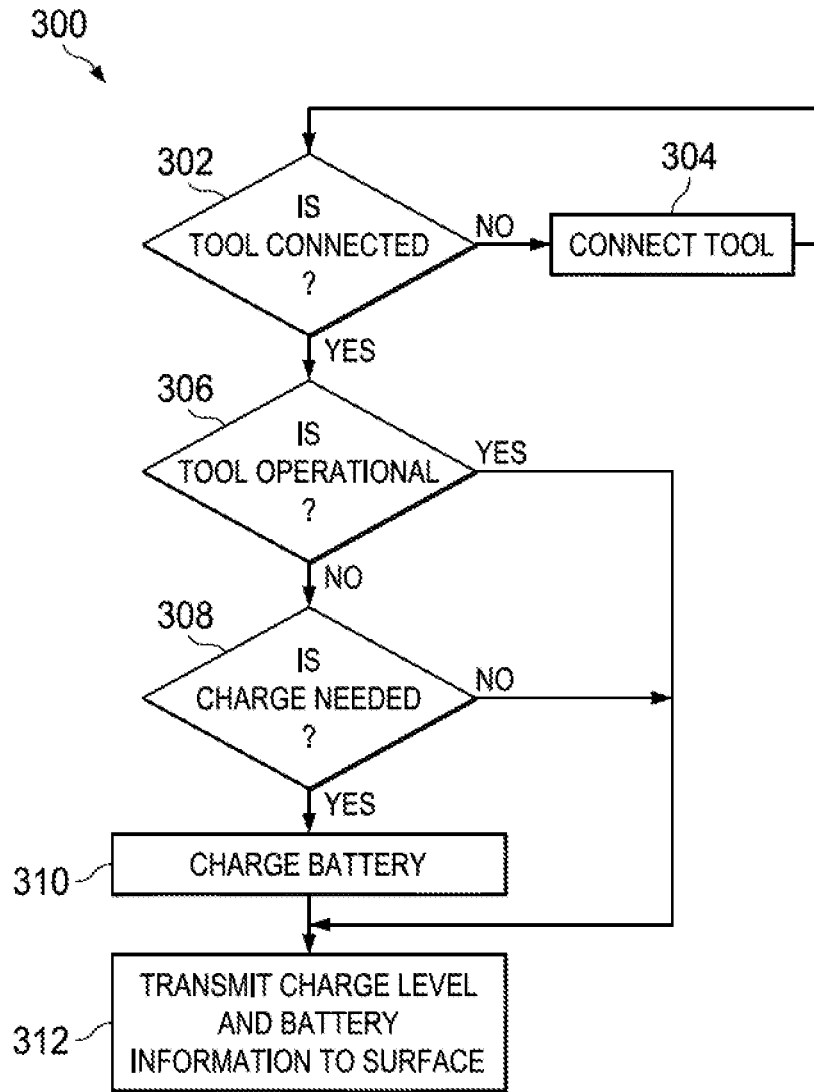 300
302
IS
TOOL CONNECTED
?
NO
304
CONNECT TOOL
YES
306
IS
TOOL OPERATIONAL
?
YES
NO
308
IS
CHARGE NEEDED
?
NO
YES
310
CHARGE BATTERY
312
TRANSMIT CHARGE LEVEL
AND BATTERY
INFORMATION TO SURFACE